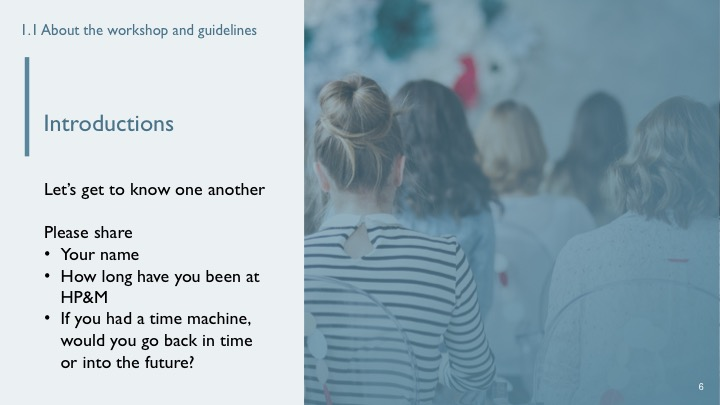 1.1 About the workshop and guidelines
Introductions
Let's get to know one another
Please share
• Your name
• How long have you been at
HP&M
• If you had a time machine,
would you go back in time
or into the future?
6